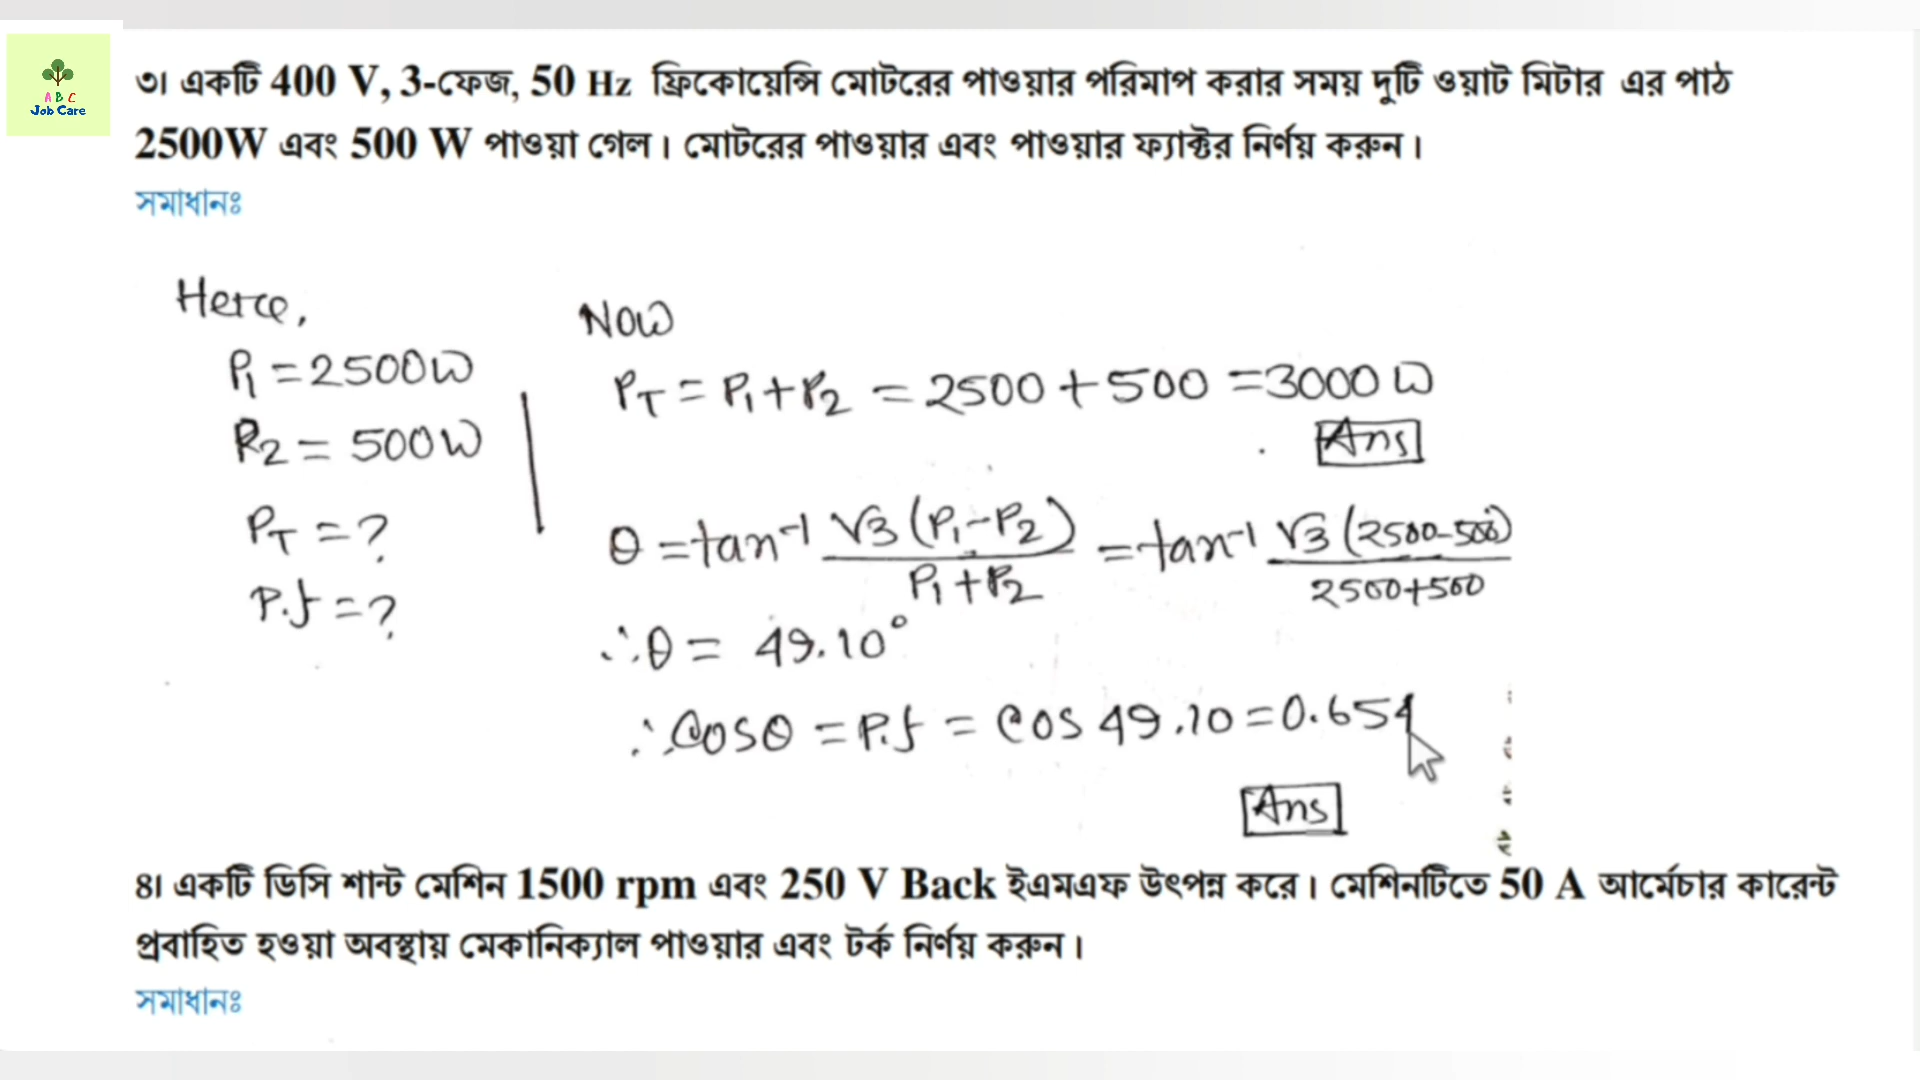 A B C
Job Care
৩। একটি 400 V, 3-ফেজ, 50 Hz ফ্রিকোয়েন্সি মোটরের পাওয়ার পরিমাপ করার সময় দুটি ওয়াট মিটার এর পাঠ
2500W এবং 500 W পাওয়া গেল। মোটরের পাওয়ার এবং পাওয়ার ফ্যাক্টর নির্ণয় করুন।
সমাধানঃ
Here,
P₁ = 2500W
P₂ = 500W
P_T = ?
P.f = ?
Now
P_T = P₁+P₂ = 2500+500 = 3000 W
Ans
θ = tan⁻¹ √3 (P₁-P₂) / P₁+P₂ = tan⁻¹ √3 (2500-500) / 2500+500
∴ θ = 49.10°
∴ Cosθ = P.f = Cos 49.10 = 0.654
Ans
৪। একটি ডিসি শান্ট মেশিন 1500 rpm এবং 250 V Back ইএমএফ উৎপন্ন করে। মেশিনটিতে 50 A আর্মেচার কারেন্ট
প্রবাহিত হওয়া অবস্থায় মেকানিক্যাল পাওয়ার এবং টর্ক নির্ণয় করুন।
সমাধানঃ